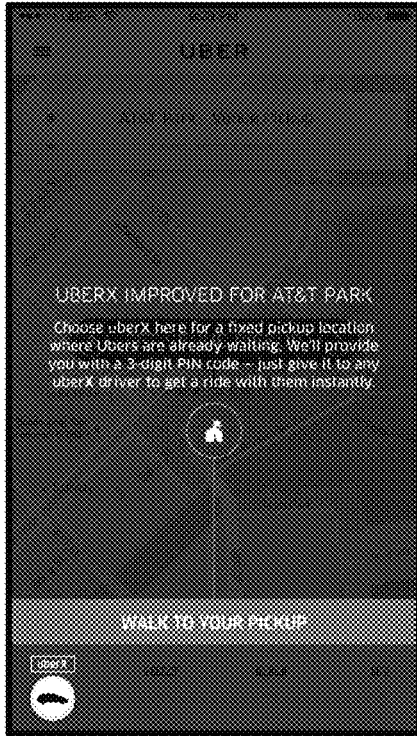 UBER
UBERX IMPROVED FOR AT&T PARK
Choose uberX here for a fixed pickup location
where Ubers are already waiting. We'll provide
you with a 3-digit PIN code – just give it to any
uberX driver to get a ride with them instantly.
WALK TO YOUR PICKUP
uberX